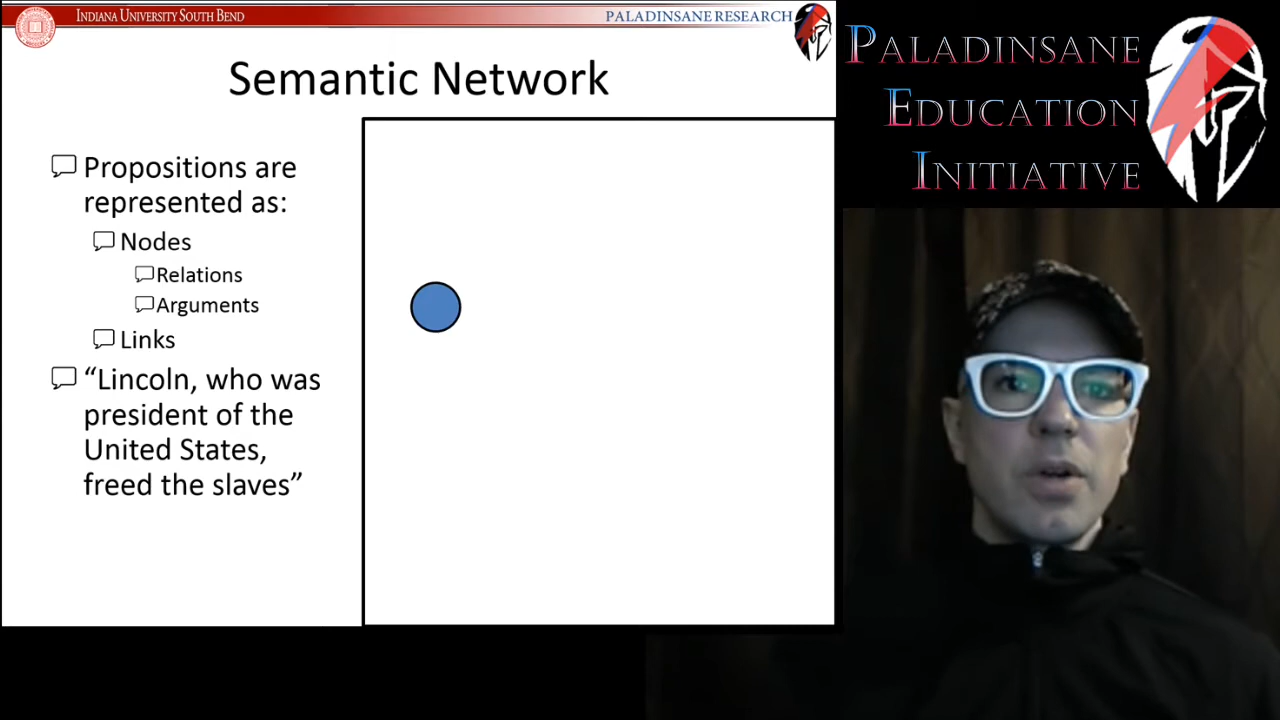 INDIANA UNIVERSITY SOUTH BEND
PALADINSANE RESEARCH
Semantic Network
Propositions are
represented as:
Nodes
Relations
Arguments
Links
“Lincoln, who was
president of the
United States,
freed the slaves”
PALADINSANE
EDUCATION
INITIATIVE